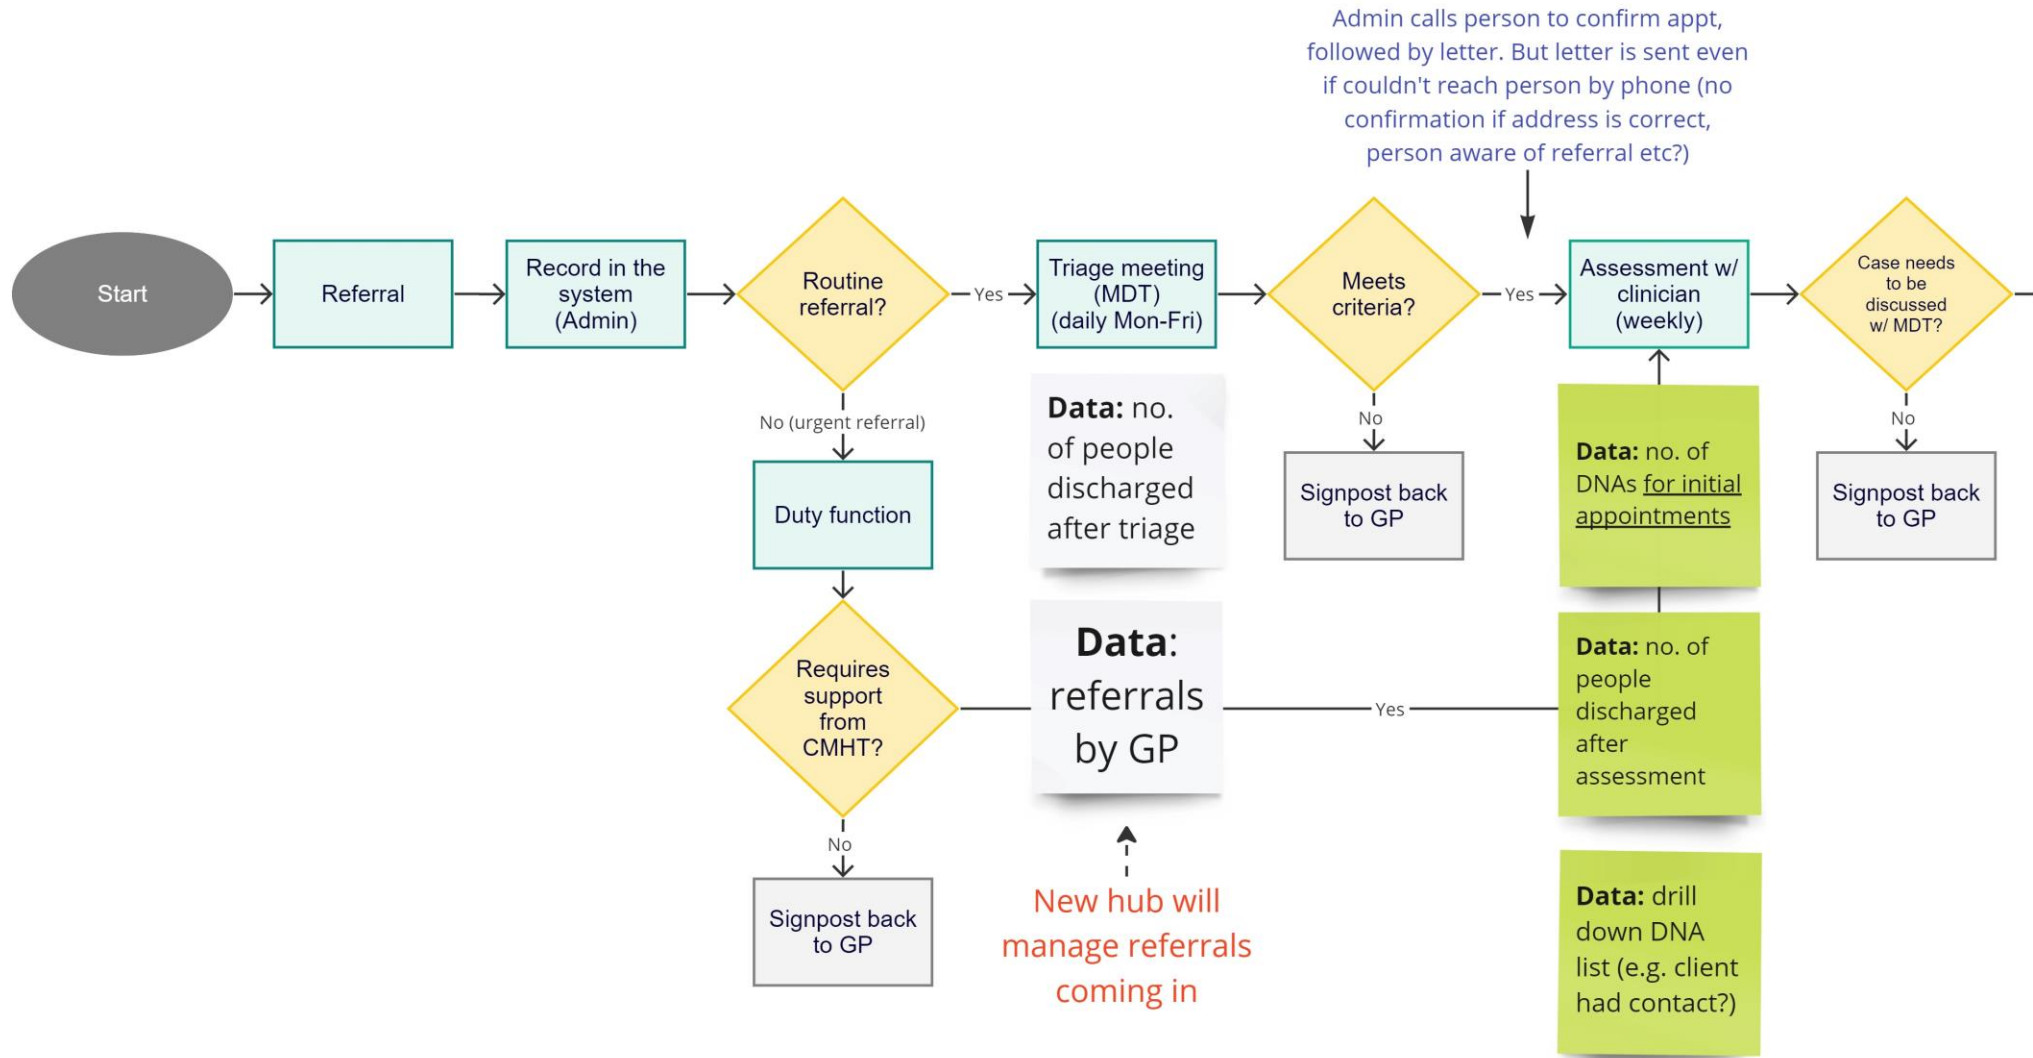 Admin calls person to confirm appt,
followed by letter. But letter is sent even
if couldn't reach person by phone (no
confirmation if address is correct,
person aware of referral etc?)
Start
Referral
Record in the
system
(Admin)
Routine
referral?
Yes
Triage meeting
(MDT)
(daily Mon-Fri)
Meets
criteria?
Yes
Assessment w/
clinician
(weekly)
Case needs
to be
discussed
w/ MDT?
No (urgent referral)
Data: no.
of people
discharged
after triage
No
Data: no. of
DNAs for initial
appointments
No
Duty function
Signpost back
to GP
Signpost back
to GP
Requires
support
from
CMHT?
Data:
referrals
by GP
Yes
Data: no. of
people
discharged
after
assessment
No
Signpost back
to GP
New hub will
manage referrals
coming in
Data: drill
down DNA
list (e.g. client
had contact?)